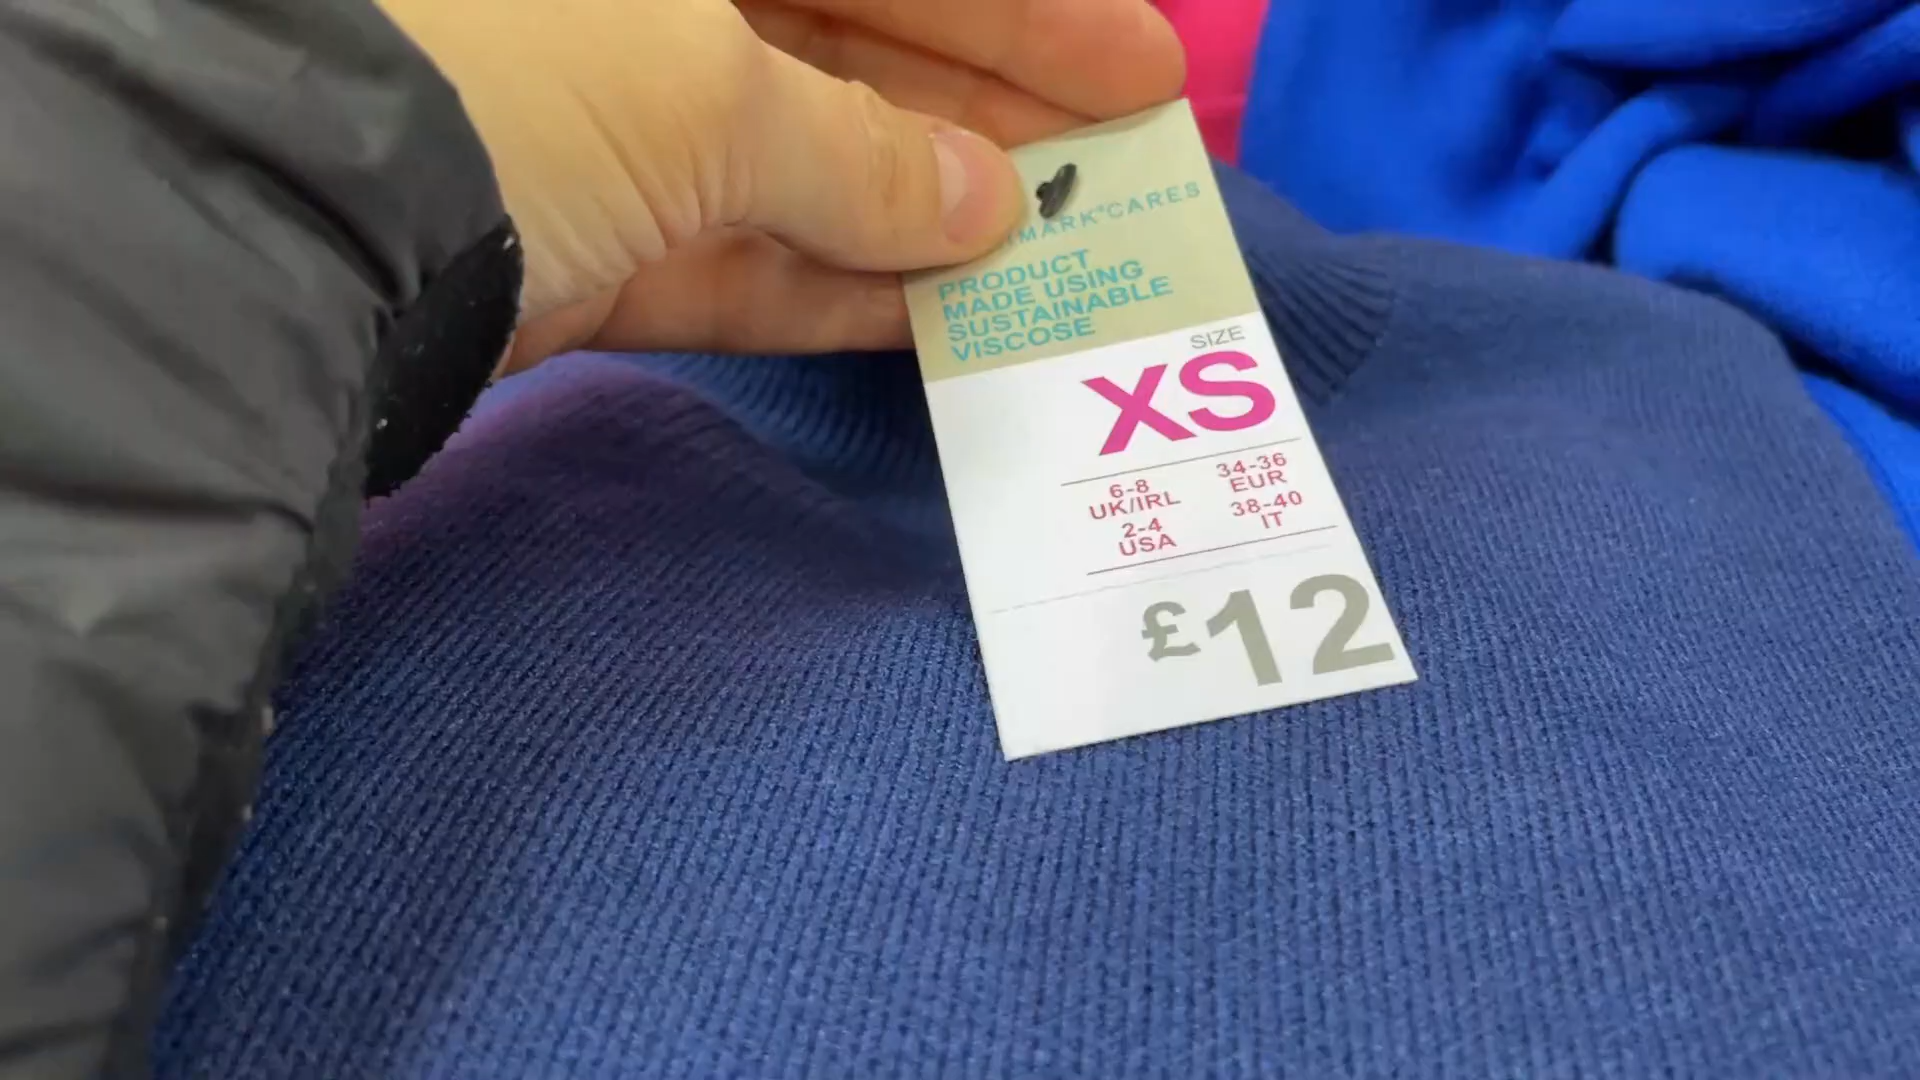 CARES
PRODUCT
MADE USING
SUSTAINABLE
VISCOSE
SIZE
XS
6-8
UK/IRL
34-36
EUR
2-4
USA
38-40
IT
£12